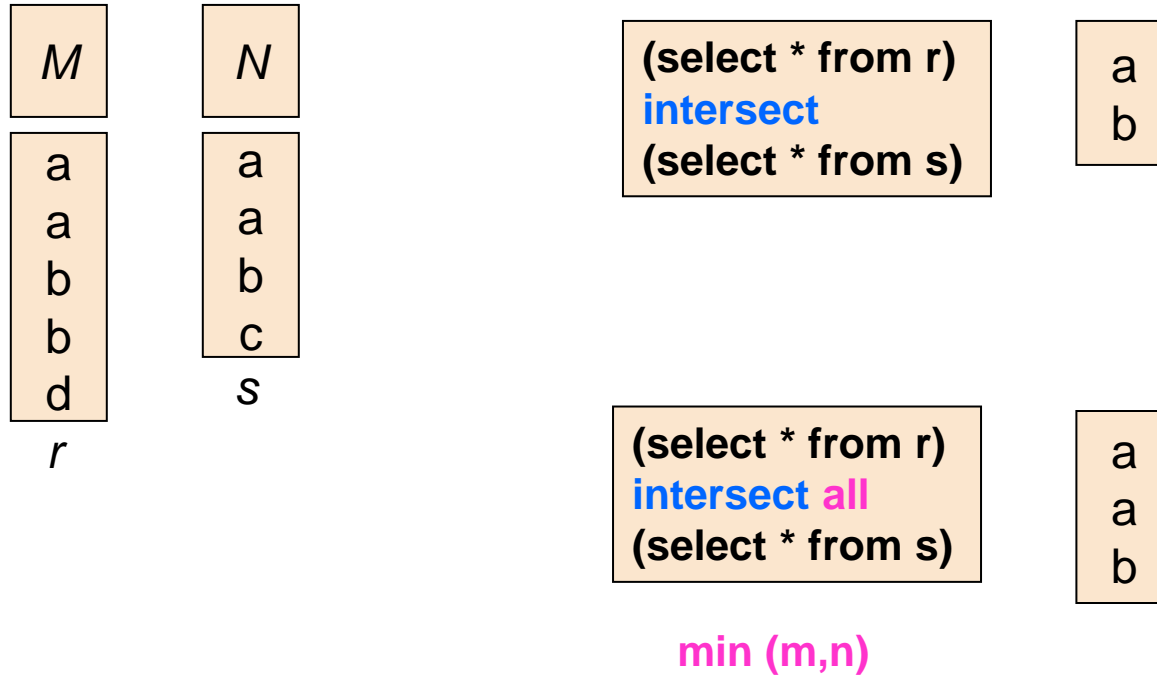 M
a
a
b
b
d
r
N
a
a
b
c
s
(select * from r)
intersect
(select * from s)
a
b
(select * from r)
intersect all
(select * from s)
min (m,n)
a
a
b